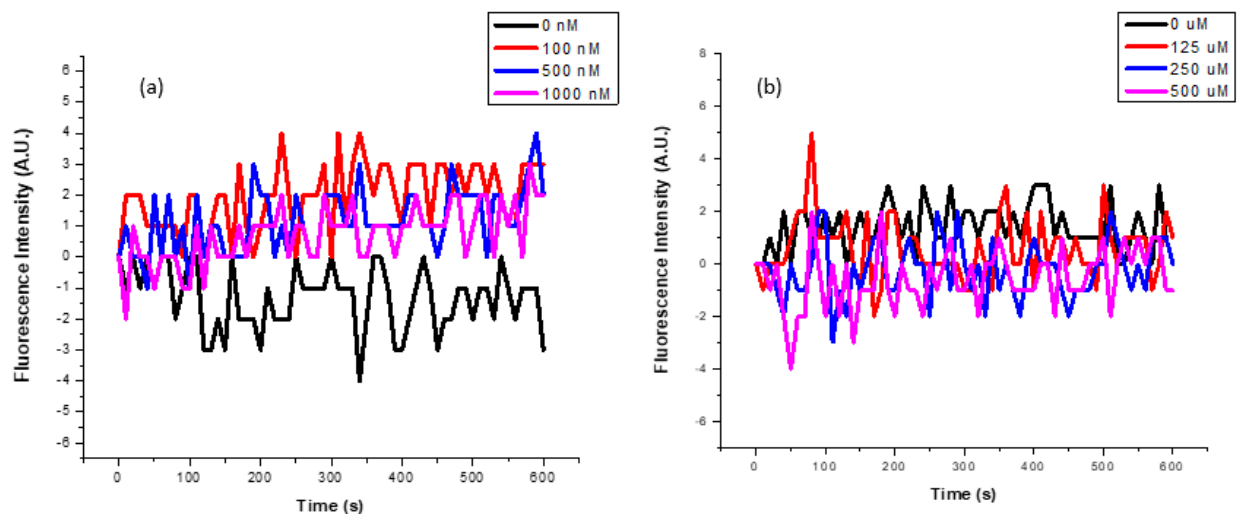 (a)
0 nM
100 nM
500 nM
1000 nM
Fluorescence Intensity (A.U.)
6
5
4
3
2
1
0
-1
-2
-3
-4
-5
-6
0 100 200 300 400 500 600
Time (s)
(b)
0 uM
125 uM
250 uM
500 uM
Fluorescence Intensity (A.U.)
8
6
4
2
0
-2
-4
-6
0 100 200 300 400 500 600
Time (s)